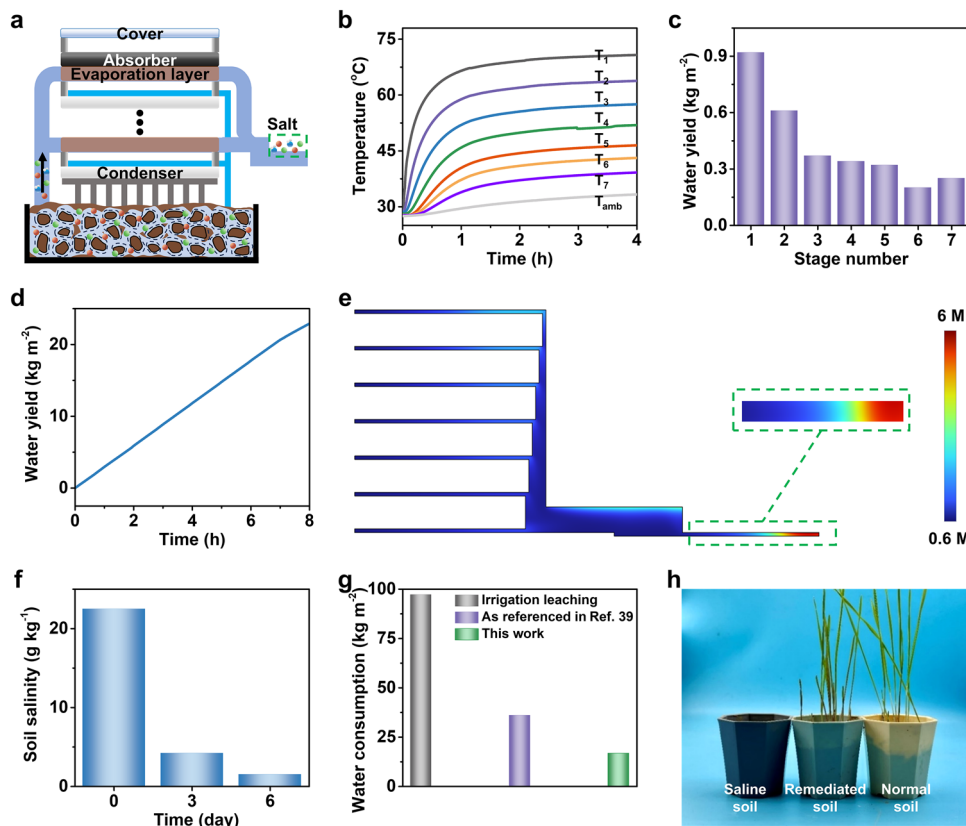 a
Cover
Absorber
Evaporation layer
Salt
Condenser
b
Temperature (°C)
75
60
45
30
T1
T2
T3
T4
T5
T6
T7
Tamb
0 1 2 3 4
Time (h)
c
Water yield (kg m-2)
0.9
0.6
0.3
0.0
1 2 3 4 5 6 7
Stage number
d
Water yield (kg m-2)
20
10
0
0 2 4 6 8
Time (h)
e
6 M
0.6 M
f
Soil salinity (g kg-1)
20
15
10
5
0
0 3 6
Time (day)
g
Water consumption (kg m-2)
100
75
50
25
0
Irrigation leaching
As referenced in Ref. 39
This work
h
Saline soil
Remediated soil
Normal soil